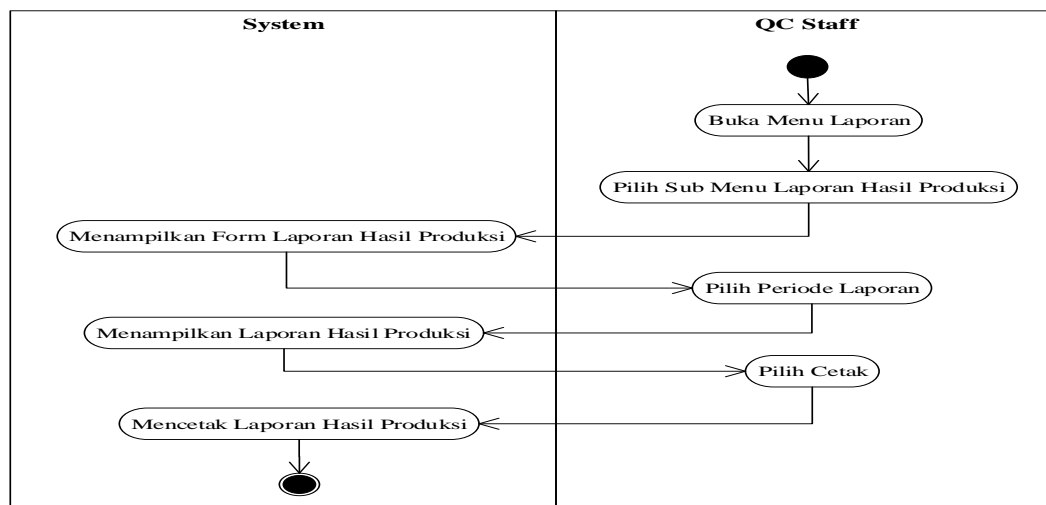 System
QC Staff
Buka Menu Laporan
Pilih Sub Menu Laporan Hasil Produksi
Menampilkan Form Laporan Hasil Produksi
Pilih Periode Laporan
Menampilkan Laporan Hasil Produksi
Pilih Cetak
Mencetak Laporan Hasil Produksi